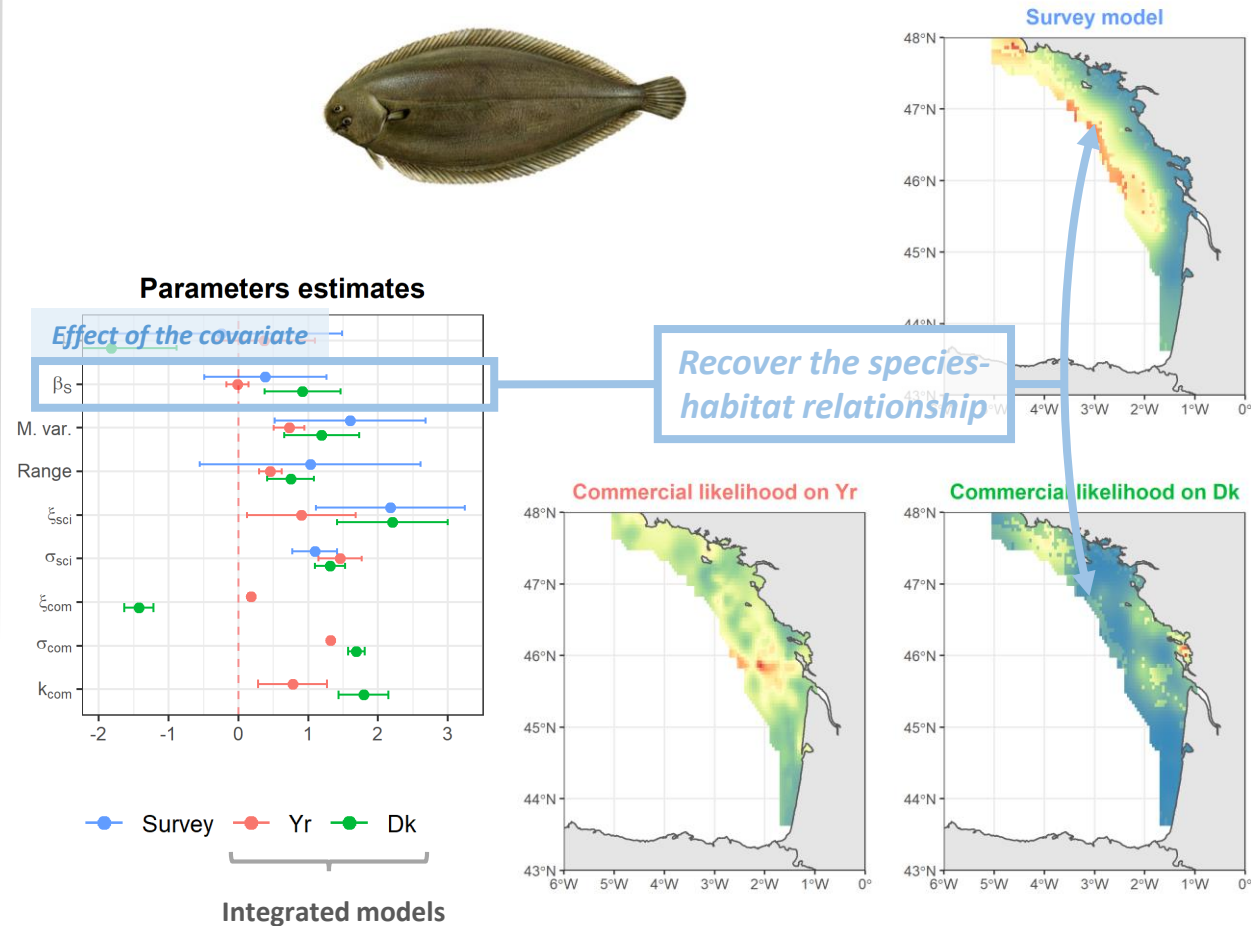 Survey model
48°N
47°N
46°N
45°N
44°N
43°N
4°W 3°W 2°W 1°W 0°
Parameters estimates
Effect of the covariate
βS
M. var.
Range
ξsci
σsci
ξcom
σcom
kcom
-2 -1 0 1 2 3
Survey Yr Dk
Integrated models
Recover the species-
habitat relationship
Commercial likelihood on Yr
48°N
47°N
46°N
45°N
44°N
43°N
6°W 5°W 4°W 3°W 2°W 1°W 0°
Commercial likelihood on Dk
48°N
47°N
46°N
45°N
44°N
43°N
6°W 5°W 4°W 3°W 2°W 1°W 0°